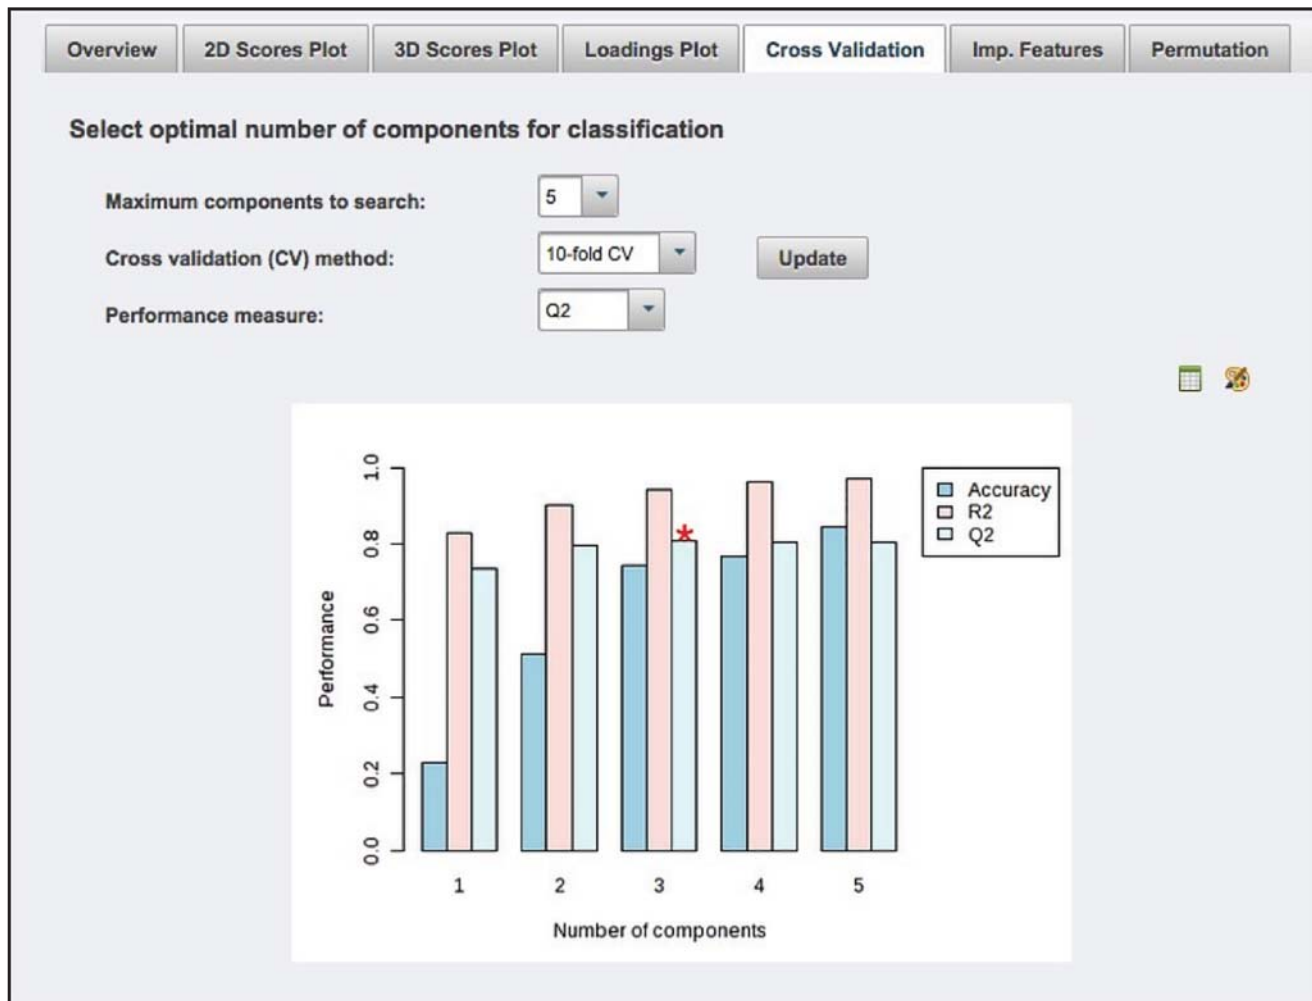 Overview 2D Scores Plot 3D Scores Plot Loadings Plot Cross Validation Imp. Features Permutation
Select optimal number of components for classification
Maximum components to search: 5
Cross validation (CV) method: 10-fold CV Update
Performance measure: Q2
Performance
1.0
0.8
0.6
0.4
0.2
0.0
*
Accuracy
R2
Q2
1 2 3 4 5
Number of components